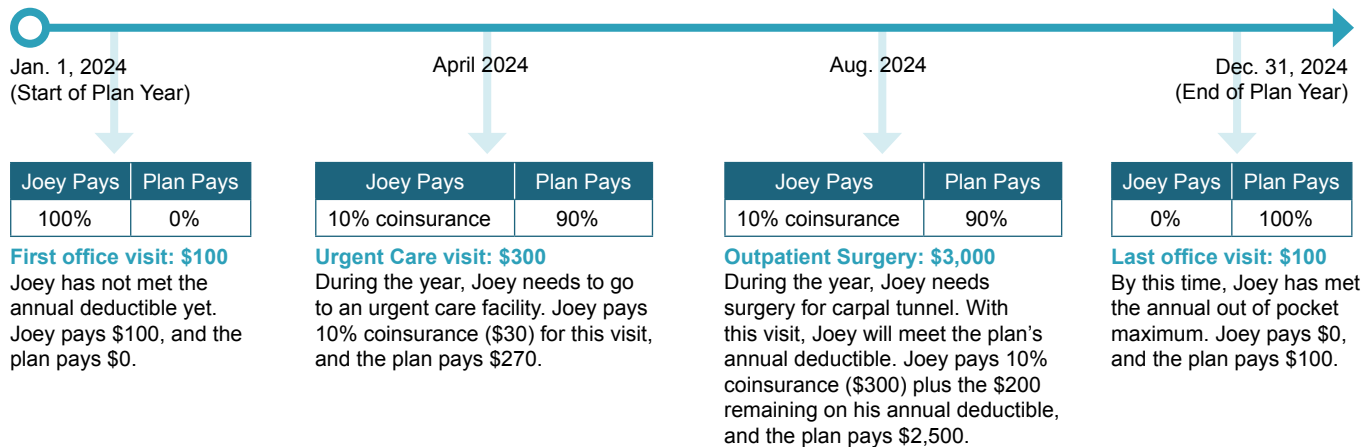 Jan. 1, 2024
(Start of Plan Year)
April 2024
Aug. 2024
Dec. 31, 2024
(End of Plan Year)
Joey Pays Plan Pays
100% 0%
First office visit: $100
Joey has not met the
annual deductible yet.
Joey pays $100, and the
plan pays $0.
Joey Pays Plan Pays
10% coinsurance 90%
Urgent Care visit: $300
During the year, Joey needs to go
to an urgent care facility. Joey pays
10% coinsurance ($30) for this visit,
and the plan pays $270.
Joey Pays Plan Pays
10% coinsurance 90%
Outpatient Surgery: $3,000
During the year, Joey needs
surgery for carpal tunnel. With
this visit, Joey will meet the plan’s
annual deductible. Joey pays 10%
coinsurance ($300) plus the $200
remaining on his annual deductible,
and the plan pays $2,500.
Joey Pays Plan Pays
0% 100%
Last office visit: $100
By this time, Joey has met
the annual out of pocket
maximum. Joey pays $0,
and the plan pays $100.